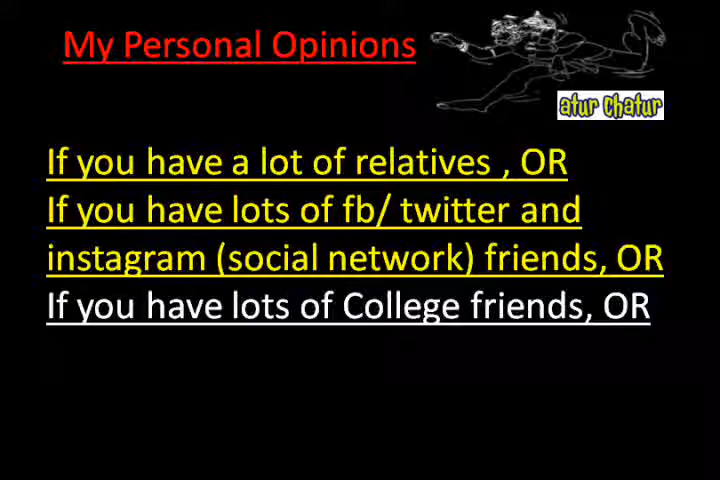 My Personal Opinions
atur chatur
If you have a lot of relatives , OR
If you have lots of fb/ twitter and
instagram (social network) friends, OR
If you have lots of College friends, OR